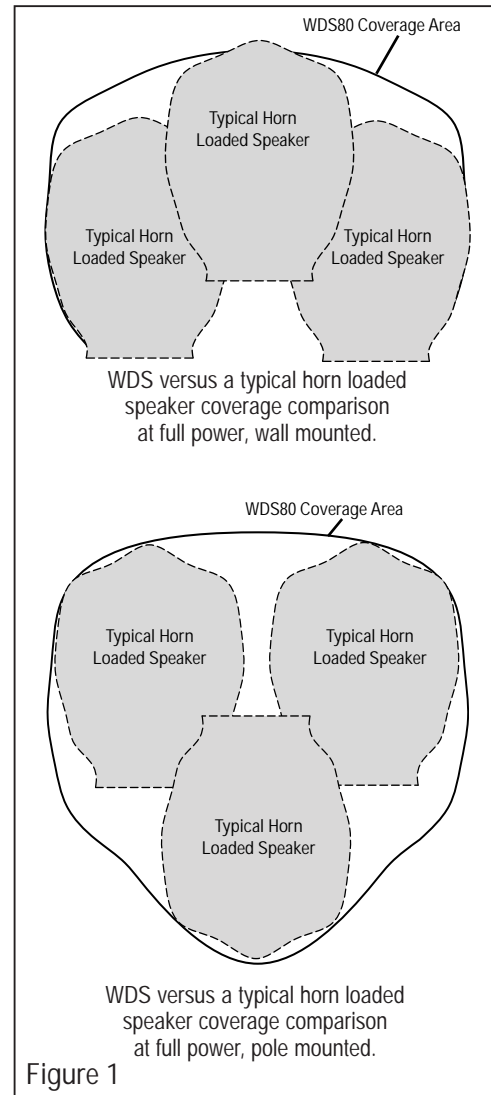 WDS80 Coverage Area
Typical Horn
Loaded Speaker
Typical Horn
Loaded Speaker
Typical Horn
Loaded Speaker
WDS versus a typical horn loaded
speaker coverage comparison
at full power, wall mounted.
WDS80 Coverage Area
Typical Horn
Loaded Speaker
Typical Horn
Loaded Speaker
Typical Horn
Loaded Speaker
WDS versus a typical horn loaded
speaker coverage comparison
at full power, pole mounted.
Figure 1